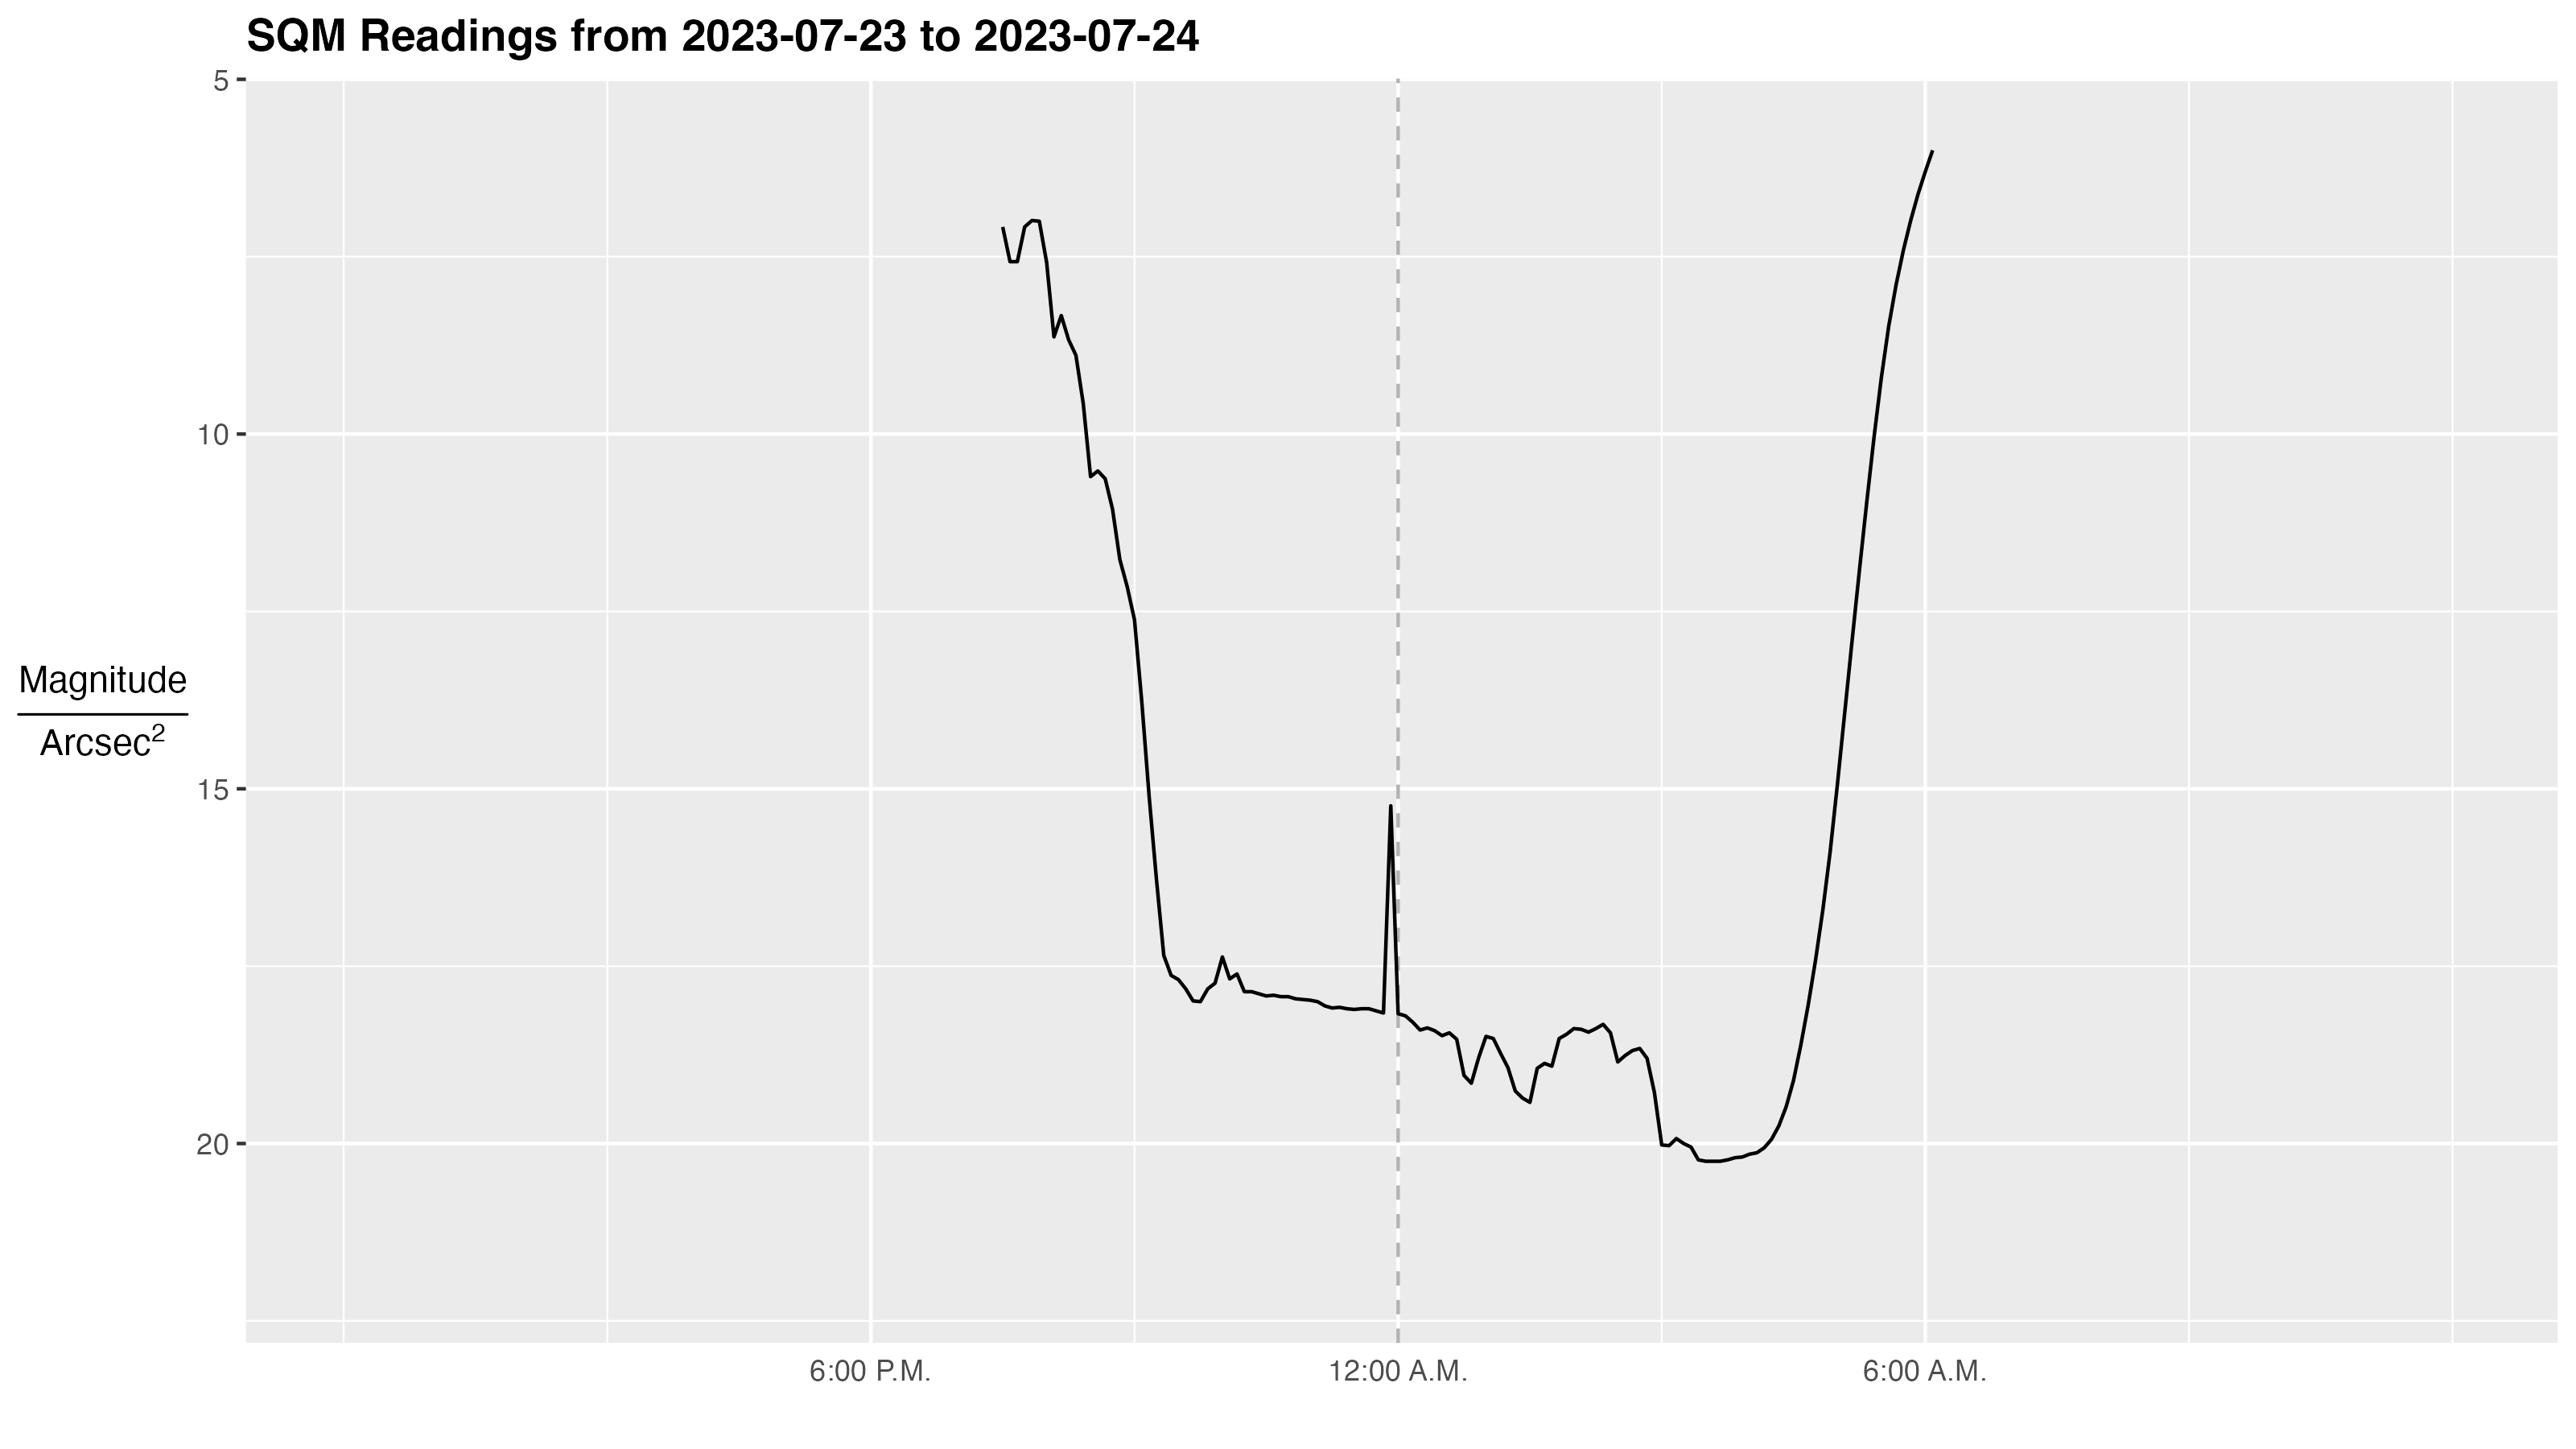 SQM Readings from 2023-07-23 to 2023-07-24
5
10
15
20
Magnitude
Arcsec²
6:00 P.M. 12:00 A.M. 6:00 A.M.